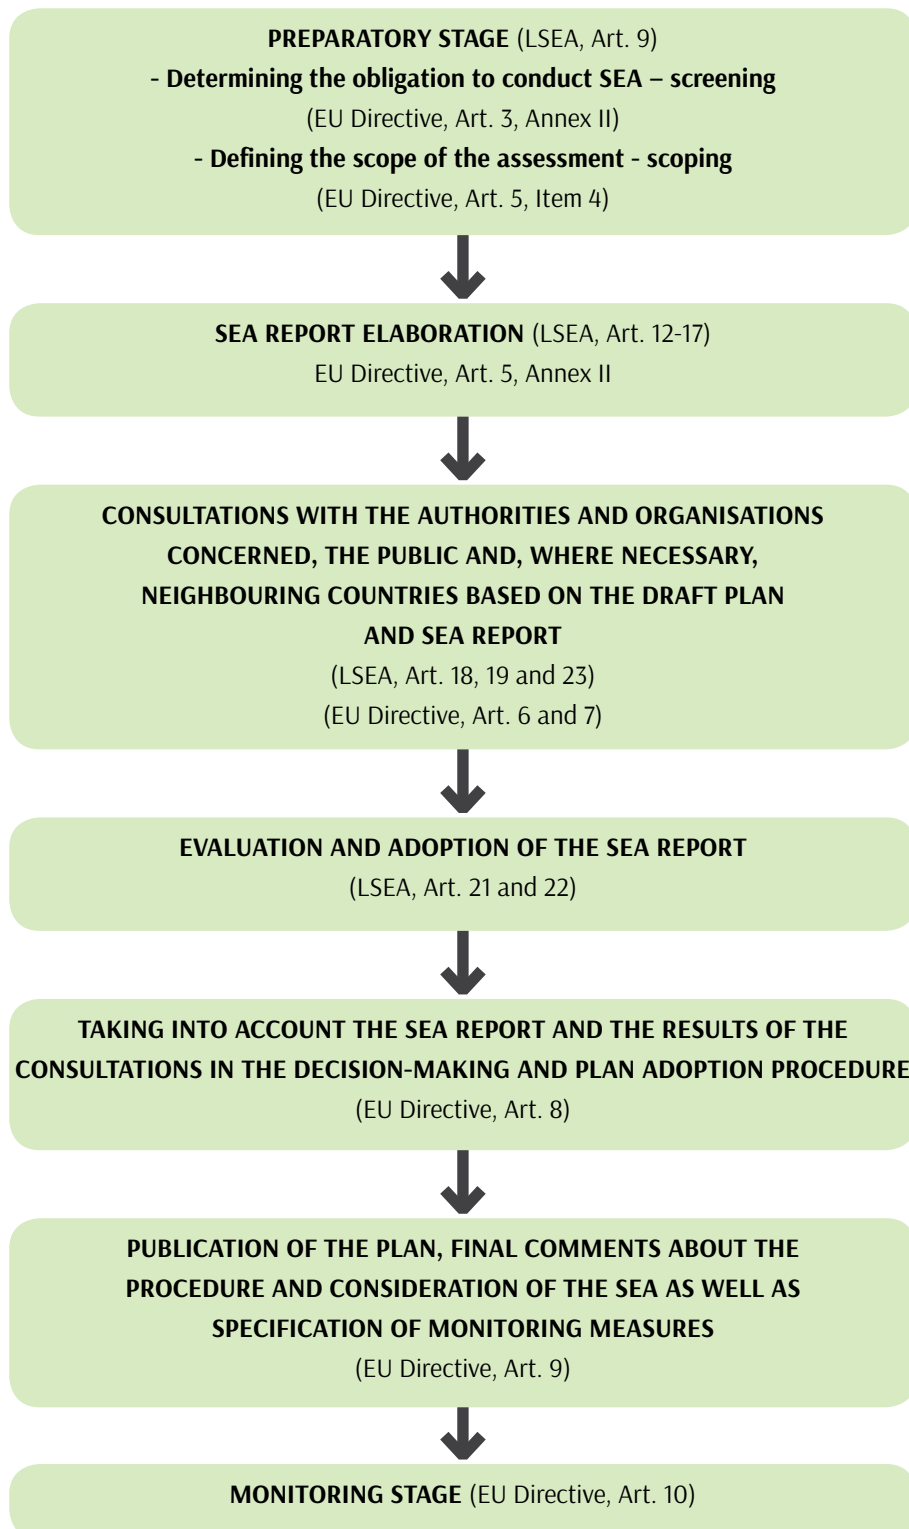 PREPARATORY STAGE (LSEA, Art. 9)
- Determining the obligation to conduct SEA – screening
(EU Directive, Art. 3, Annex II)
- Defining the scope of the assessment - scoping
(EU Directive, Art. 5, Item 4)
SEA REPORT ELABORATION (LSEA, Art. 12-17)
EU Directive, Art. 5, Annex II
CONSULTATIONS WITH THE AUTHORITIES AND ORGANISATIONS
CONCERNED, THE PUBLIC AND, WHERE NECESSARY,
NEIGHBOURING COUNTRIES BASED ON THE DRAFT PLAN
AND SEA REPORT
(LSEA, Art. 18, 19 and 23)
(EU Directive, Art. 6 and 7)
EVALUATION AND ADOPTION OF THE SEA REPORT
(LSEA, Art. 21 and 22)
TAKING INTO ACCOUNT THE SEA REPORT AND THE RESULTS OF THE
CONSULTATIONS IN THE DECISION-MAKING AND PLAN ADOPTION PROCEDURE
(EU Directive, Art. 8)
PUBLICATION OF THE PLAN, FINAL COMMENTS ABOUT THE
PROCEDURE AND CONSIDERATION OF THE SEA AS WELL AS
SPECIFICATION OF MONITORING MEASURES
(EU Directive, Art. 9)
MONITORING STAGE (EU Directive, Art. 10)